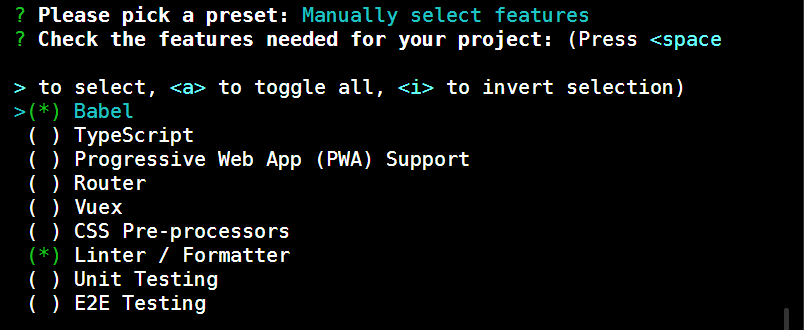 ? Please pick a preset: Manually select features
? Check the features needed for your project: (Press <space
> to select, <a> to toggle all, <i> to invert selection)
>(*) Babel
( ) TypeScript
( ) Progressive Web App (PWA) Support
( ) Router
( ) Vuex
( ) CSS Pre-processors
(*) Linter / Formatter
( ) Unit Testing
( ) E2E Testing